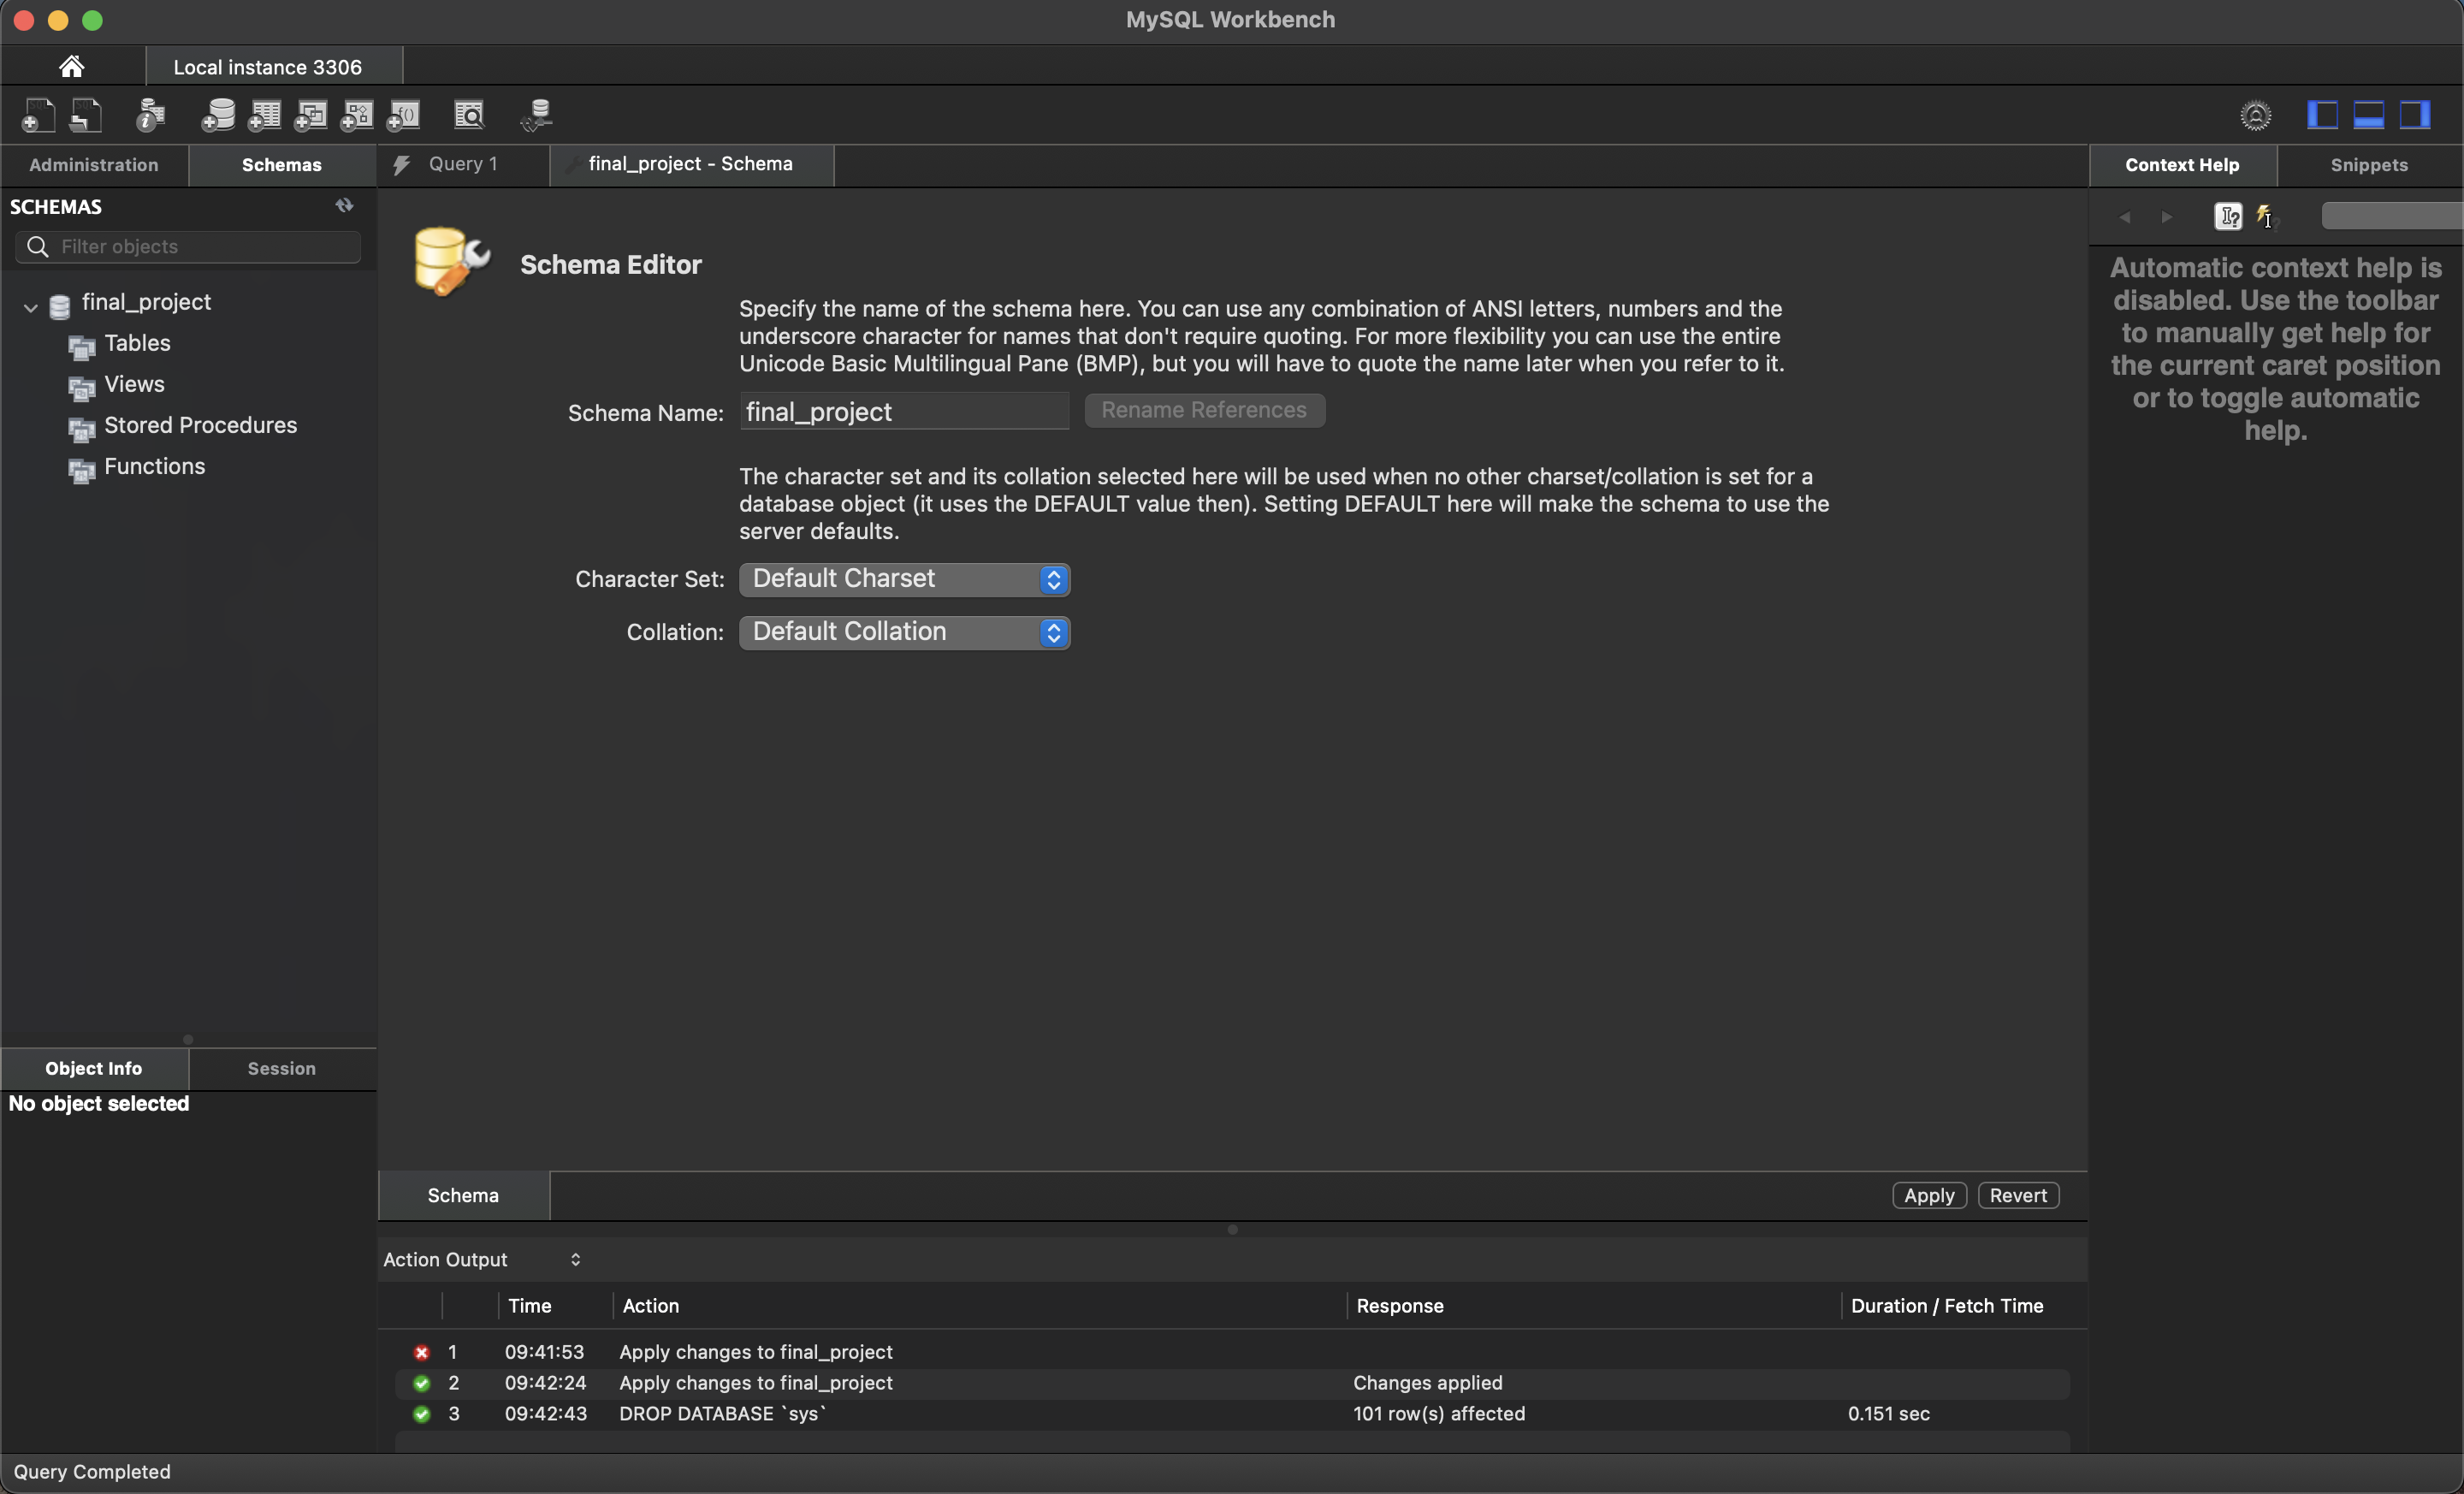 MySQL Workbench
Local instance 3306
Administration
Schemas
Query 1
final_project - Schema
Context Help
Snippets
SCHEMAS
Filter objects
final_project
Tables
Views
Stored Procedures
Functions
Schema Editor
Specify the name of the schema here. You can use any combination of ANSI letters, numbers and the
underscore character for names that don't require quoting. For more flexibility you can use the entire
Unicode Basic Multilingual Pane (BMP), but you will have to quote the name later when you refer to it.
Schema Name: final_project Rename References
The character set and its collation selected here will be used when no other charset/collation is set for a
database object (it uses the DEFAULT value then). Setting DEFAULT here will make the schema to use the
server defaults.
Character Set: Default Charset
Collation: Default Collation
Automatic context help is
disabled. Use the toolbar
to manually get help for
the current caret position
or to toggle automatic
help.
Object Info
Session
No object selected
Schema
Apply
Revert
Action Output
Time Action Response Duration / Fetch Time
1 09:41:53 Apply changes to final_project
2 09:42:24 Apply changes to final_project Changes applied
3 09:42:43 DROP DATABASE `sys` 101 row(s) affected 0.151 sec
Query Completed